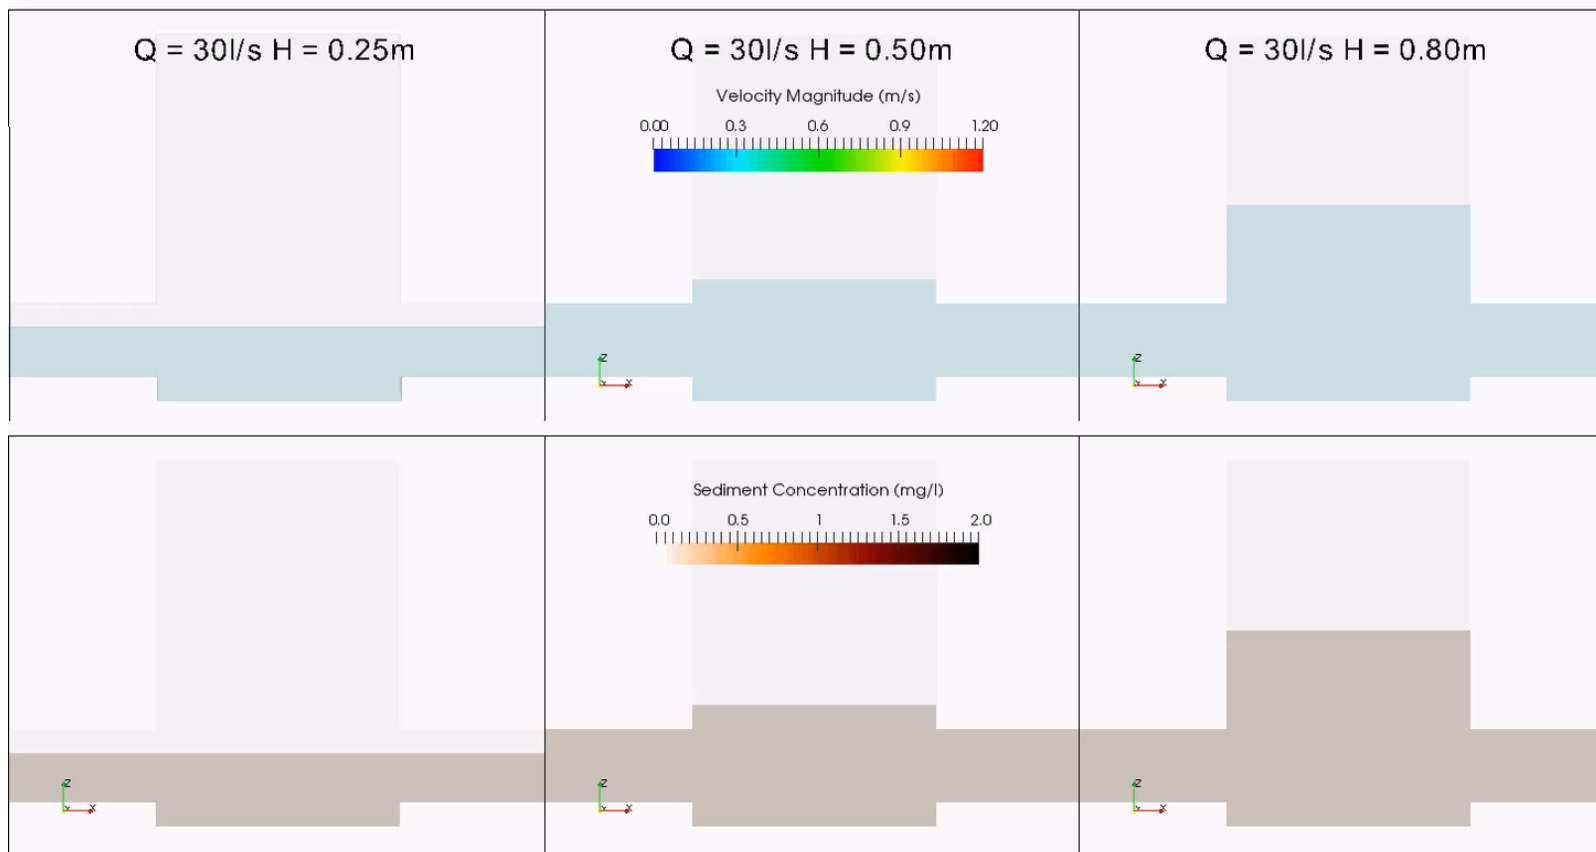 Q = 30l/s H = 0.25m
Q = 30l/s H = 0.50m
Q = 30l/s H = 0.80m
Velocity Magnitude (m/s)
0.00 0.3 0.6 0.9 1.20
Z
X
Z
X
Sediment Concentration (mg/l)
0.0 0.5 1 1.5 2.0
Z
X
Z
X
Z
X